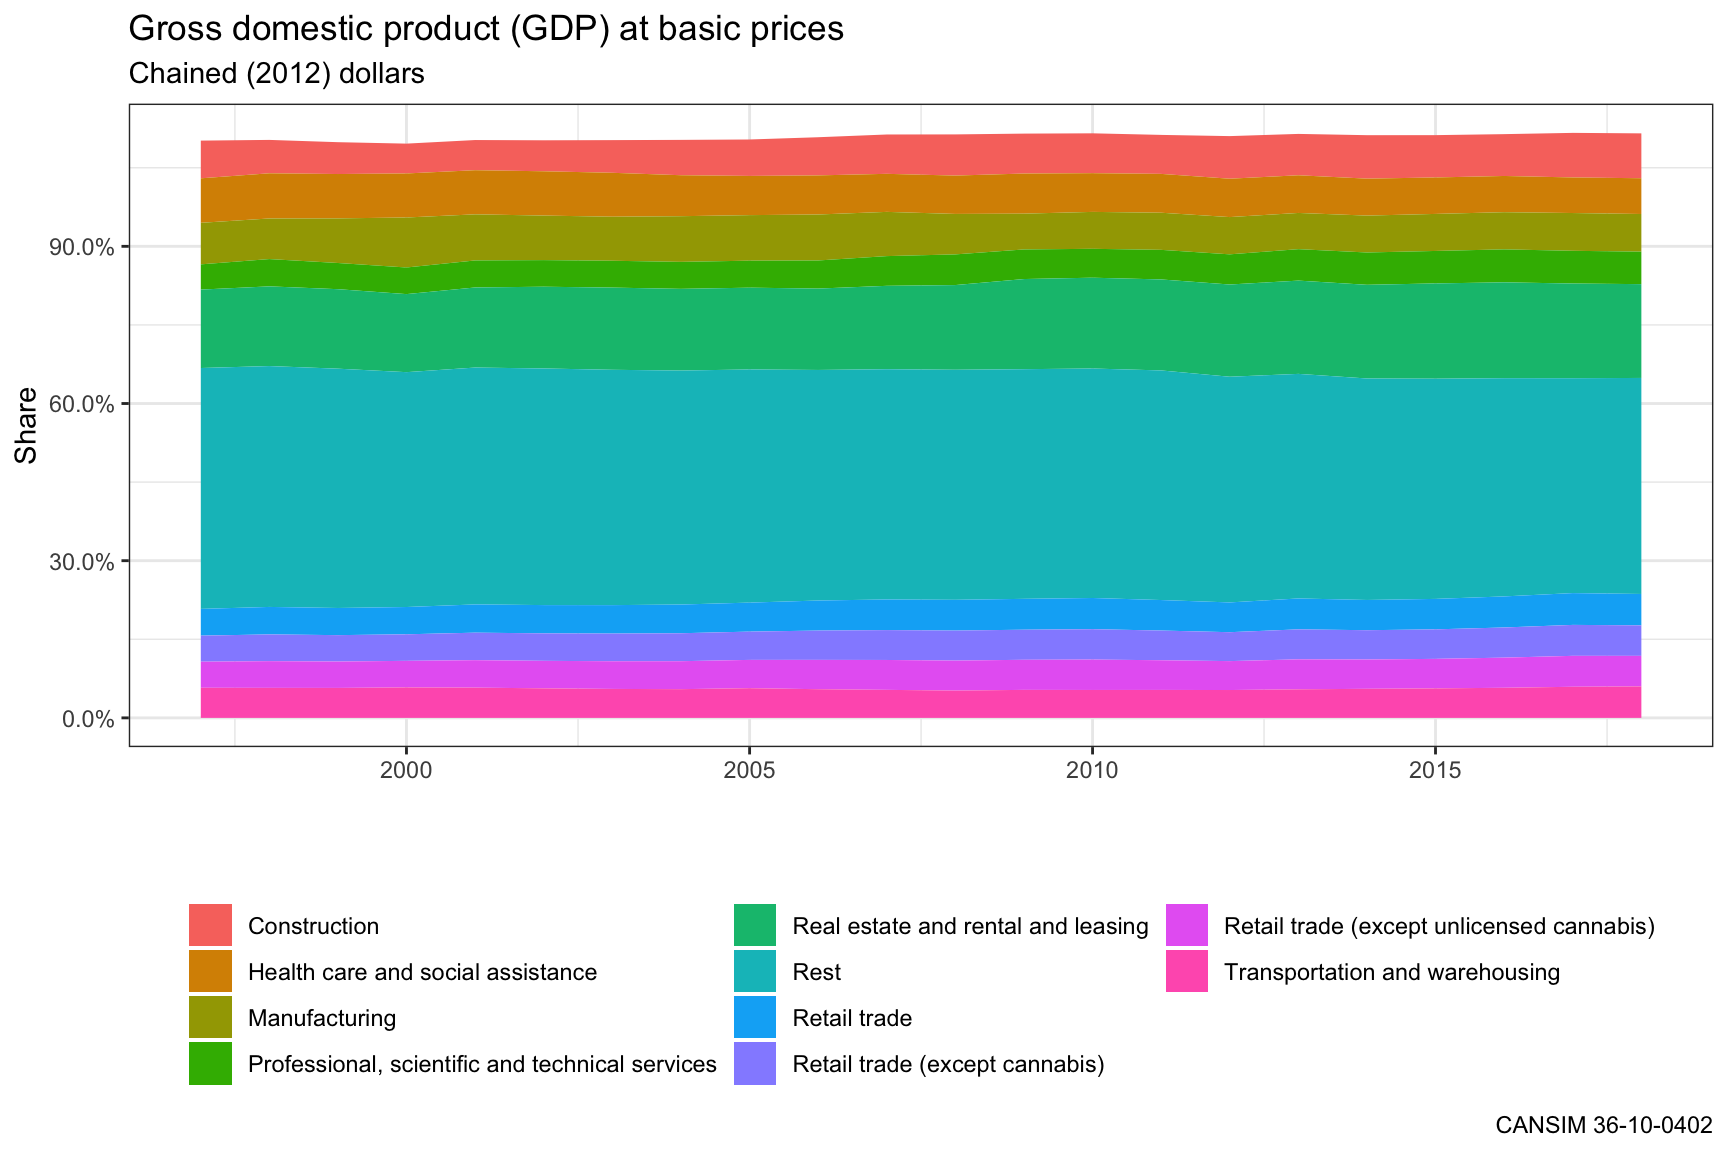 Gross domestic product (GDP) at basic prices
Chained (2012) dollars
Share
90.0%
60.0%
30.0%
0.0%
2000
2005
2010
2015
Construction
Health care and social assistance
Manufacturing
Professional, scientific and technical services
Real estate and rental and leasing
Rest
Retail trade
Retail trade (except cannabis)
Retail trade (except unlicensed cannabis)
Transportation and warehousing
CANSIM 36-10-0402